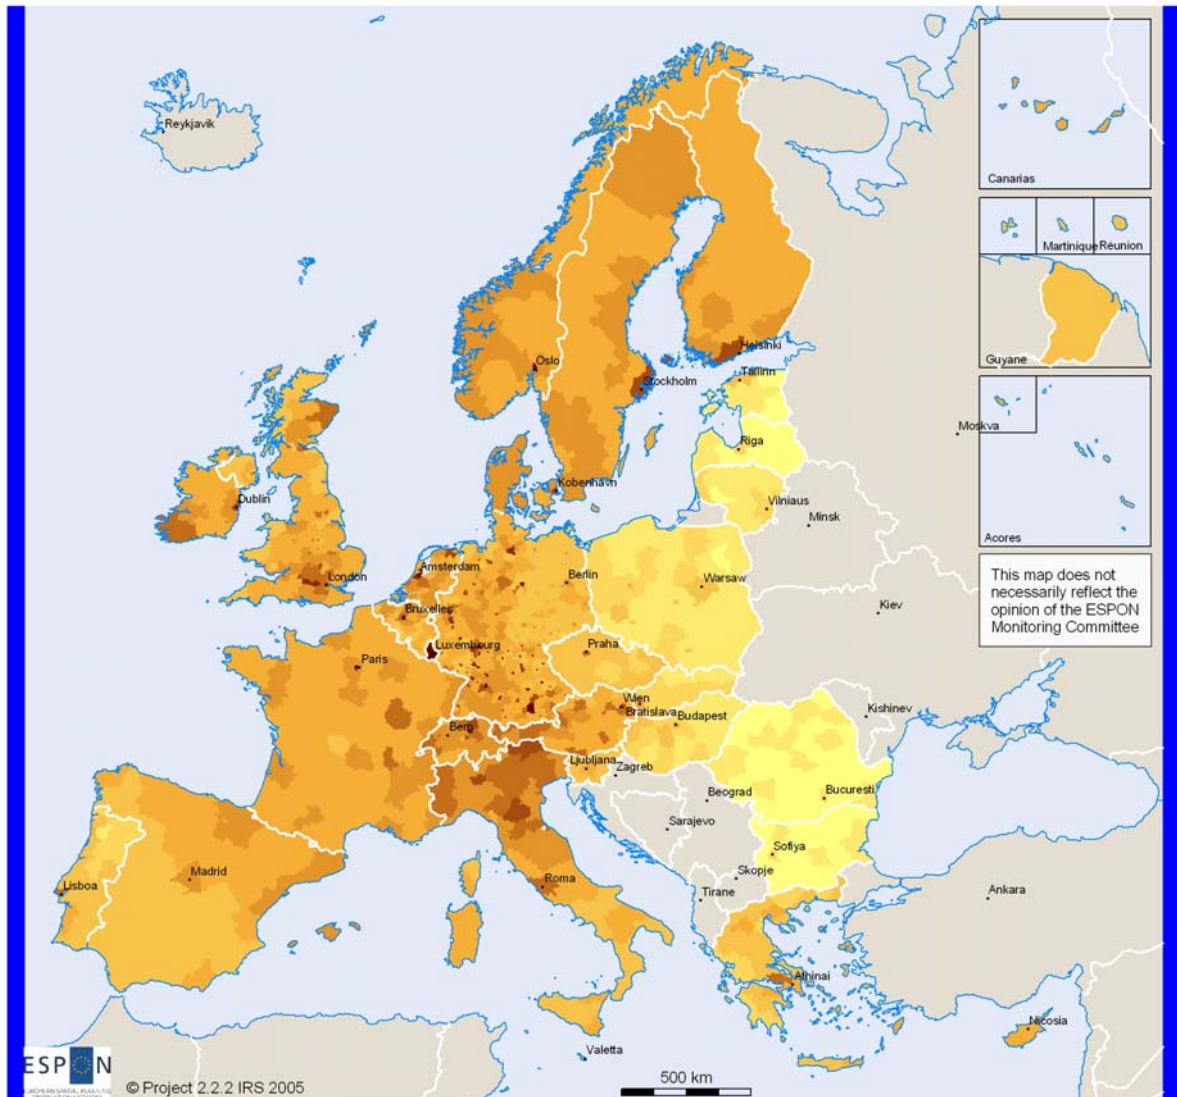 Reykjavik
Canarias
Martinique
Réunion
Guyane
Oslo
Helsinki
Stockholm
Tallinn
Moskva
Riga
Dublin
Kobenhavn
Vilniaus
Minsk
Acores
London
Amsterdam
Berlin
Warsaw
This map does not
necessarily reflect the
opinion of the ESPON
Monitoring Committee
Bruxelles
Kiev
Luxembourg
Praha
Paris
Wien
Bratislava
Budapest
Kishinev
Bern
Ljubljana
Zagreb
Beograd
Bucuresti
Sarajevo
Sofiya
Madrid
Roma
Skopje
Lisboa
Tirane
Ankara
Athinai
Nicosia
Valetta
ESPON
© Project 2.2.2 IRS 2005
500 km